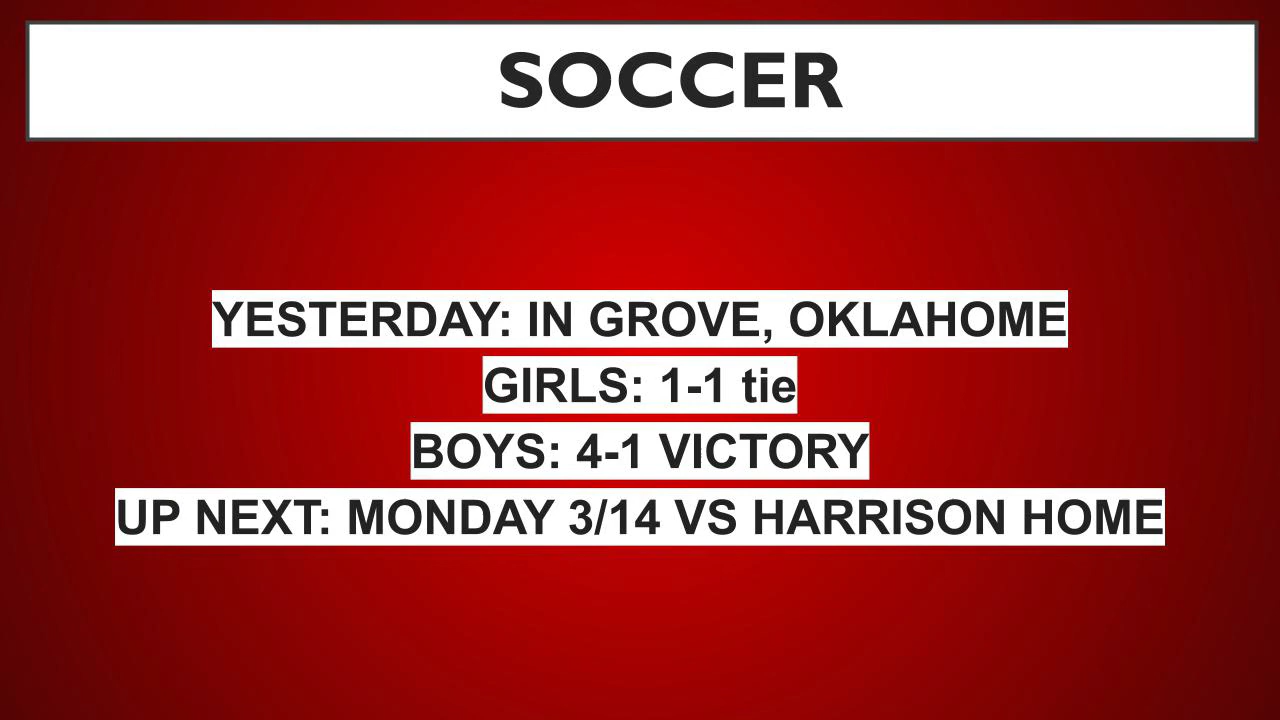 SOCCER
YESTERDAY: IN GROVE, OKLAHOME
GIRLS: 1-1 tie
BOYS: 4-1 VICTORY
UP NEXT: MONDAY 3/14 VS HARRISON HOME